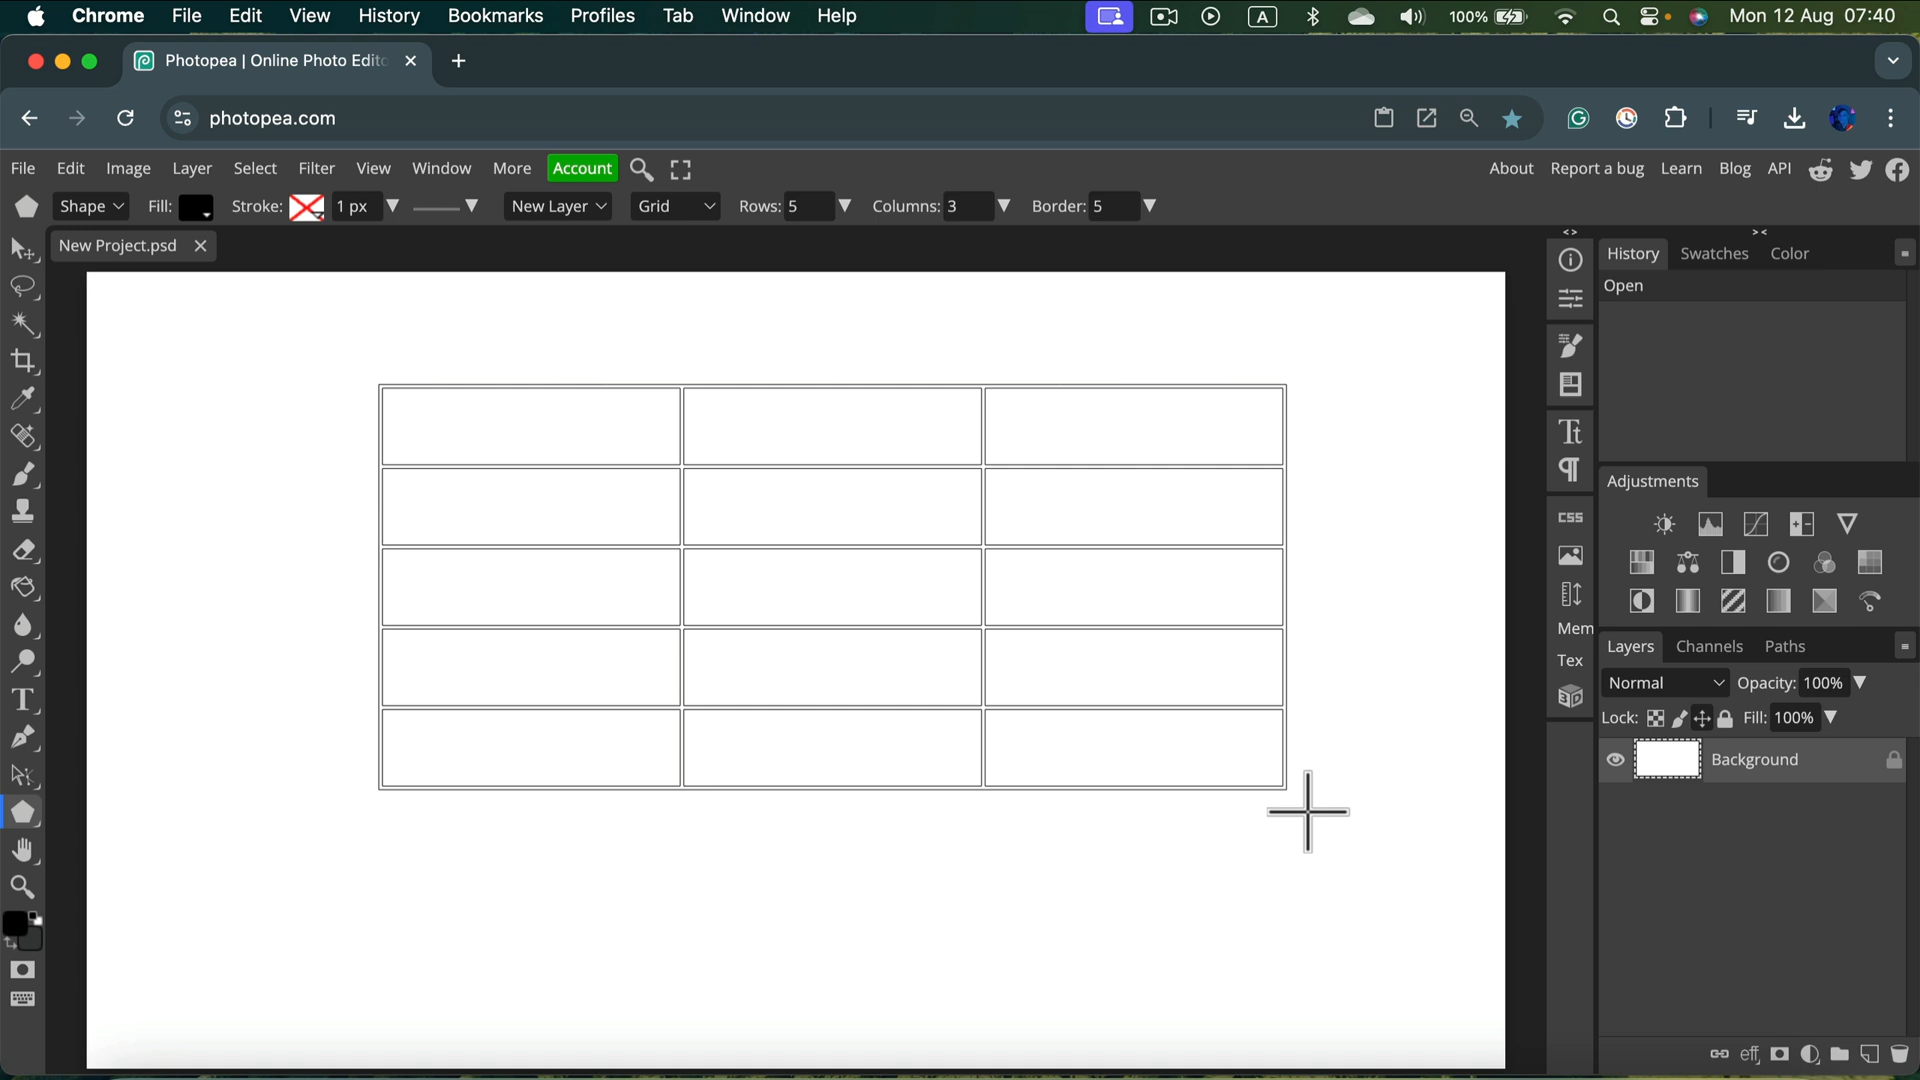 Chrome File Edit View History Bookmarks Profiles Tab Window Help A 100% Mon 12 Aug 07:40
Photopea | Online Photo Edit
photopea.com
File Edit Image Layer Select Filter View Window More Account About Report a bug Learn Blog API
Shape Fill: Stroke: 1 px New Layer Grid Rows: 5 Columns: 3 Border: 5
New Project.psd
History Swatches Color
Open
Adjustments
CSS
Mem
Tex
3D
Layers Channels Paths
Normal Opacity: 100%
Lock: Fill: 100%
Background
eff